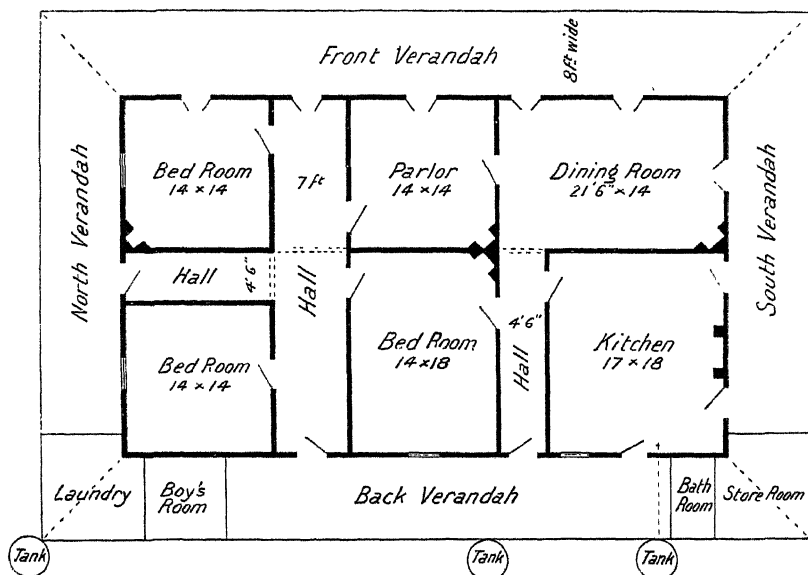 Front Verandah
8ft wide
North Verandah
Bed Room
14 × 14
7 ft
Parlor
14 × 14
Dining Room
21'6" × 14
South Verandah
Hall
4'6"
Hall
Bed Room
14 × 14
Bed Room
14 × 18
4'6"
Hall
Kitchen
17 × 18
Laundry
Boy's
Room
Back Verandah
Bath
Room
Store Room
Tank
Tank
Tank